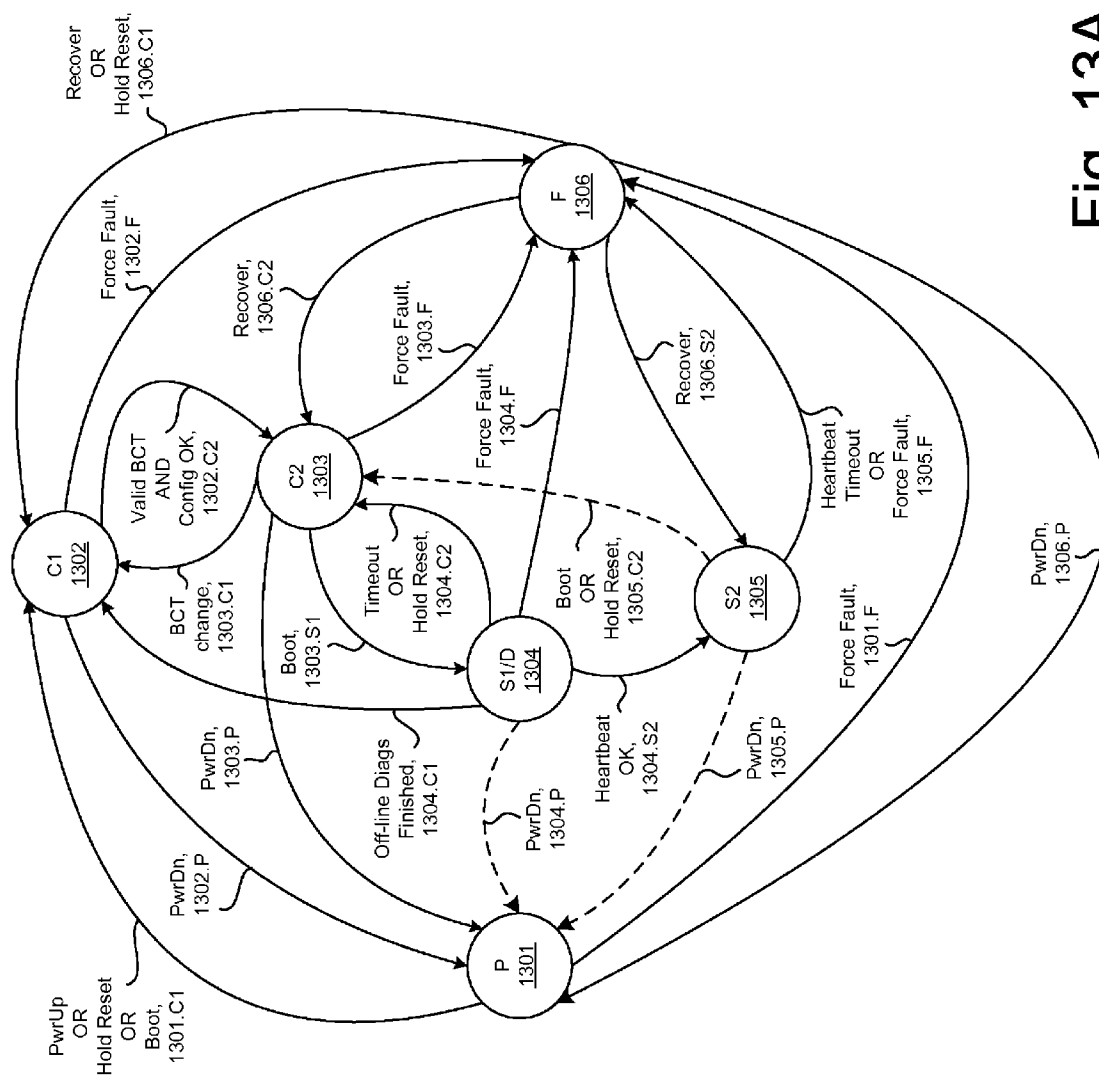 PwrUp
OR
Hold Reset
OR
Boot,
1301.C1
PwrDn,
1302.P
PwrDn,
1303.P
Off-line Diags
Finished,
1304.C1
BCT
change,
1303.C1
Valid BCT
AND
Config OK,
1302.C2
Force Fault,
1302.F
Recover
OR
Hold Reset,
1306.C1
C1
1302
Boot,
1303.S1
Timeout
OR
Hold Reset,
1304.C2
C2
1303
Recover,
1306.C2
Force Fault,
1303.F
Force Fault,
1304.F
P
1301
PwrDn,
1304.P
S1/D
1304
F
1306
Heartbeat
OK,
1304.S2
Boot
OR
Hold Reset,
1305.C2
Recover,
1306.S2
PwrDn,
1305.P
S2
1305
Heartbeat
Timeout
OR
Force Fault,
1305.F
Force Fault,
1301.F
PwrDn,
1306.P
Fig. 13A